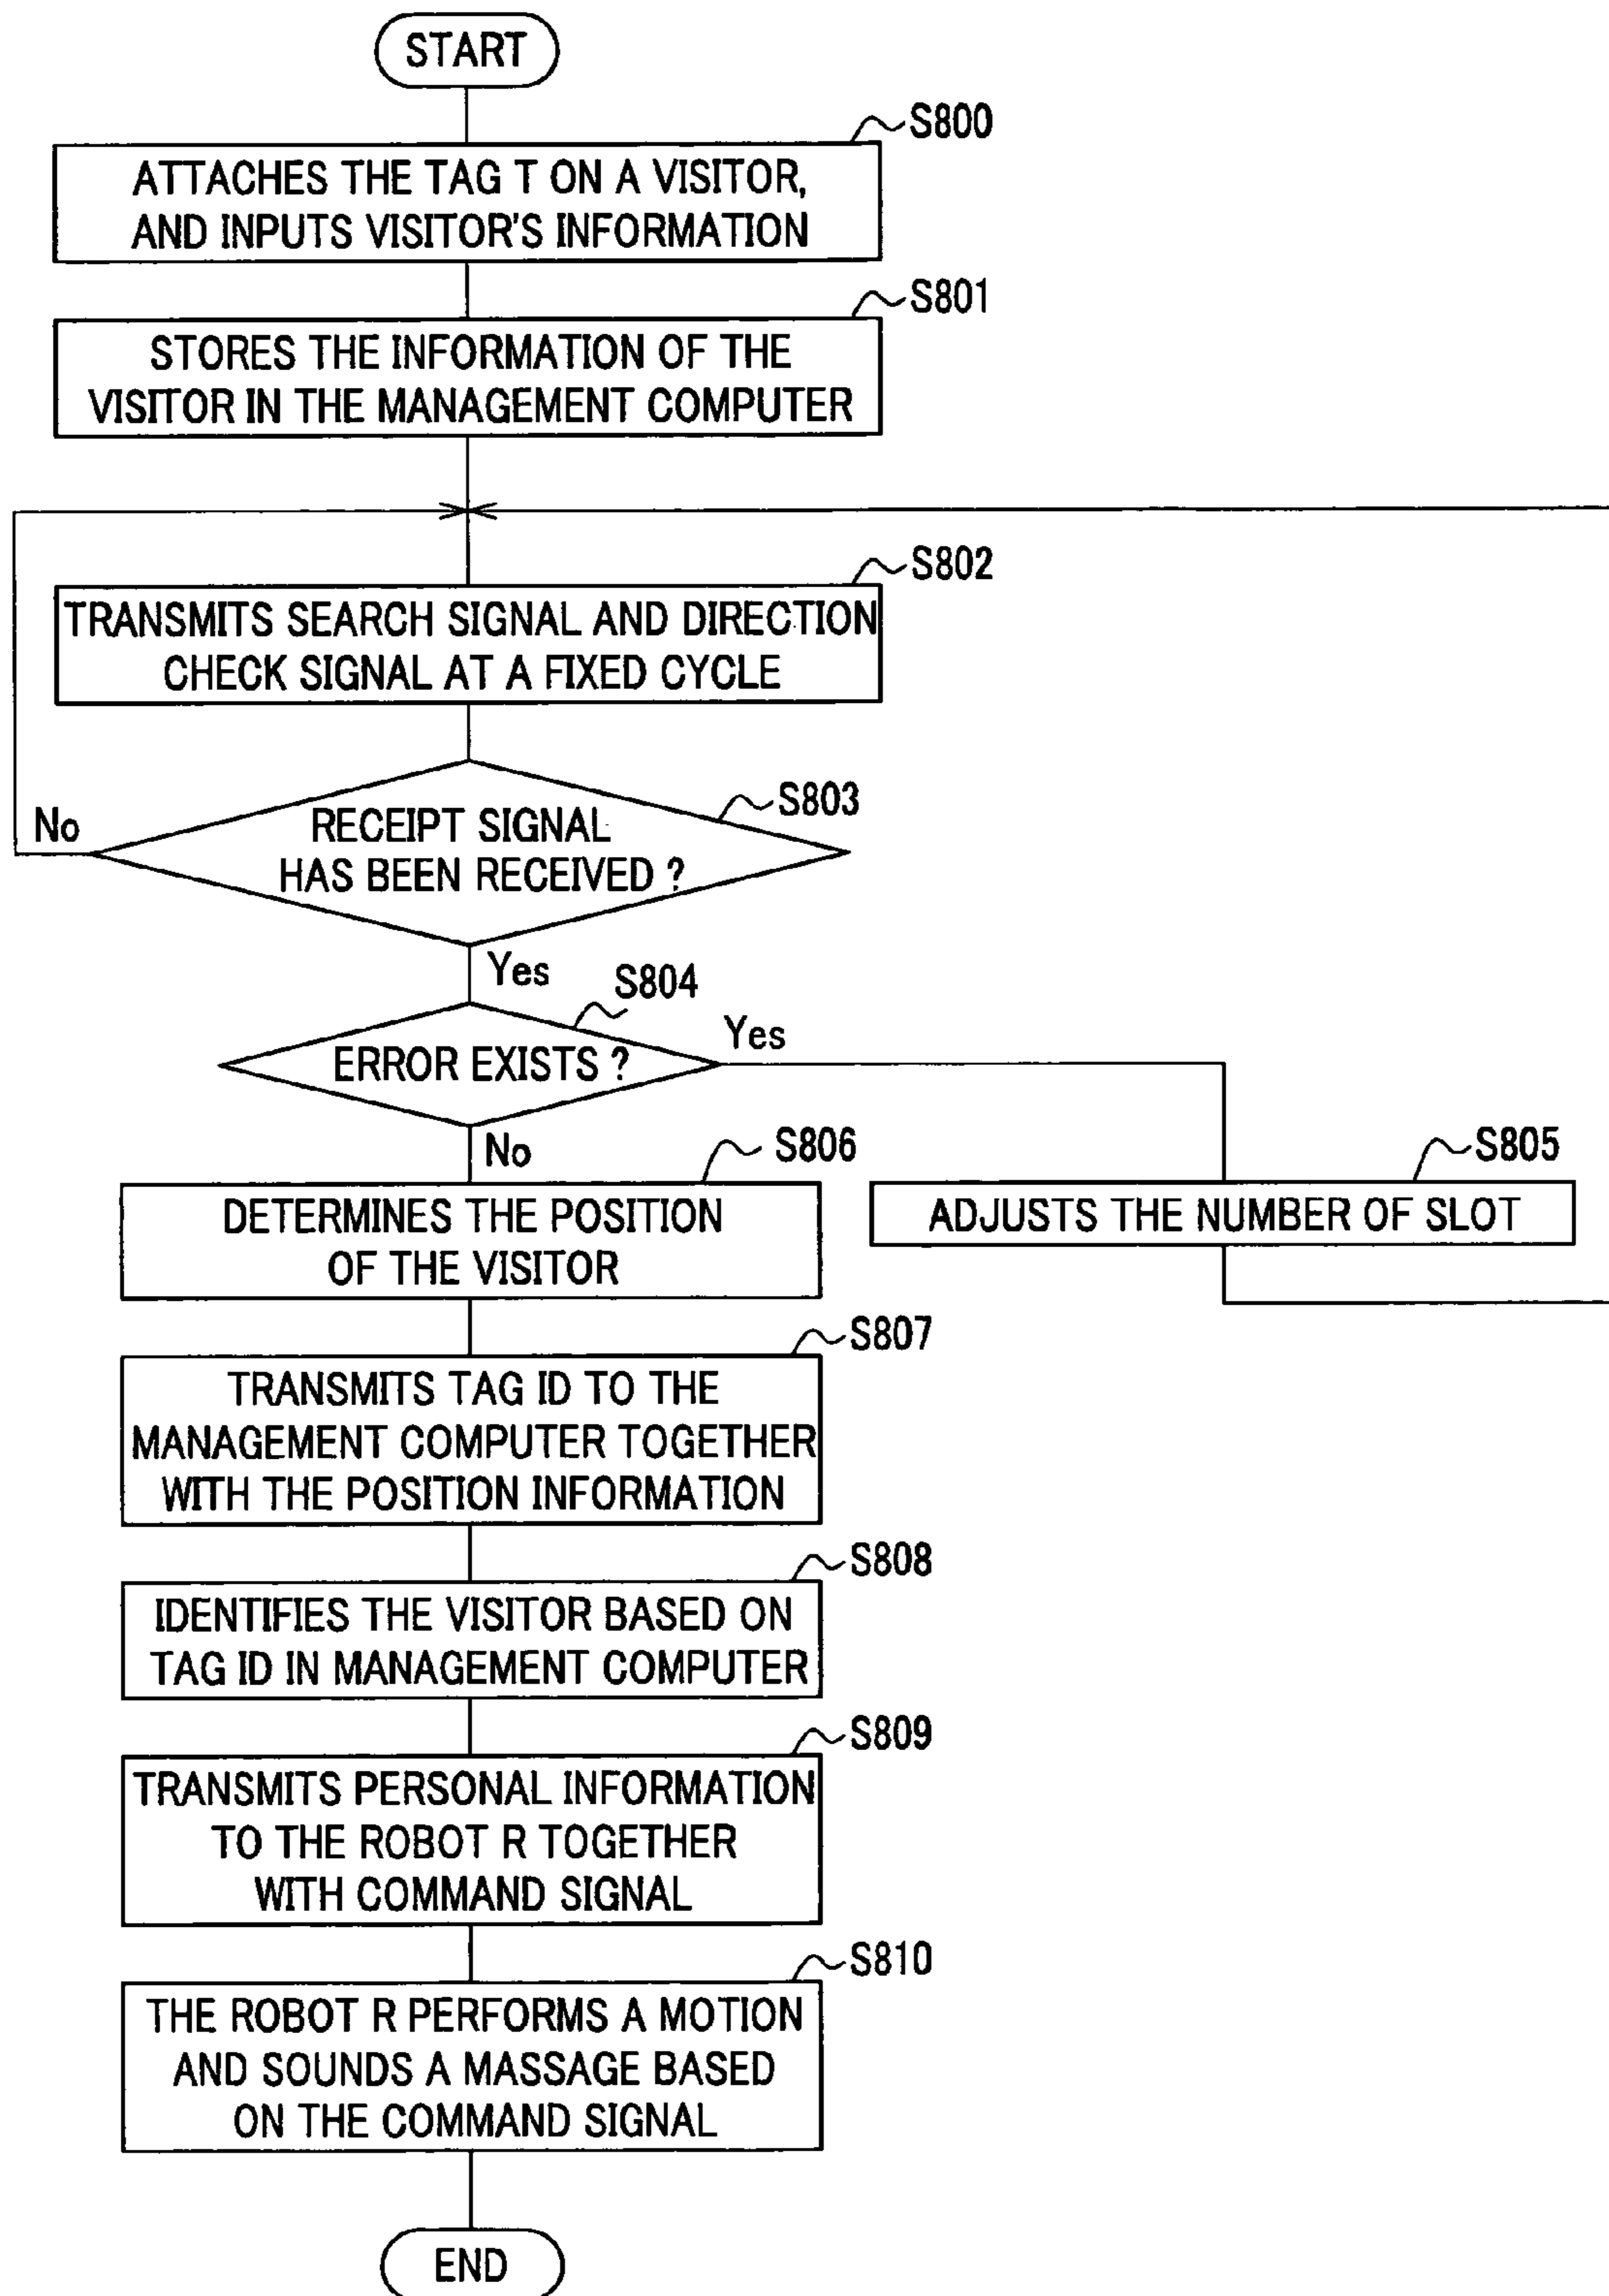 START
S800
ATTACHES THE TAG T ON A VISITOR,
AND INPUTS VISITOR'S INFORMATION
S801
STORES THE INFORMATION OF THE
VISITOR IN THE MANAGEMENT COMPUTER
S802
TRANSMITS SEARCH SIGNAL AND DIRECTION
CHECK SIGNAL AT A FIXED CYCLE
S803
No
RECEIPT SIGNAL
HAS BEEN RECEIVED ?
Yes
S804
Yes
ERROR EXISTS ?
No
S806
S805
DETERMINES THE POSITION
OF THE VISITOR
ADJUSTS THE NUMBER OF SLOT
S807
TRANSMITS TAG ID TO THE
MANAGEMENT COMPUTER TOGETHER
WITH THE POSITION INFORMATION
S808
IDENTIFIES THE VISITOR BASED ON
TAG ID IN MANAGEMENT COMPUTER
S809
TRANSMITS PERSONAL INFORMATION
TO THE ROBOT R TOGETHER
WITH COMMAND SIGNAL
S810
THE ROBOT R PERFORMS A MOTION
AND SOUNDS A MASSAGE BASED
ON THE COMMAND SIGNAL
END